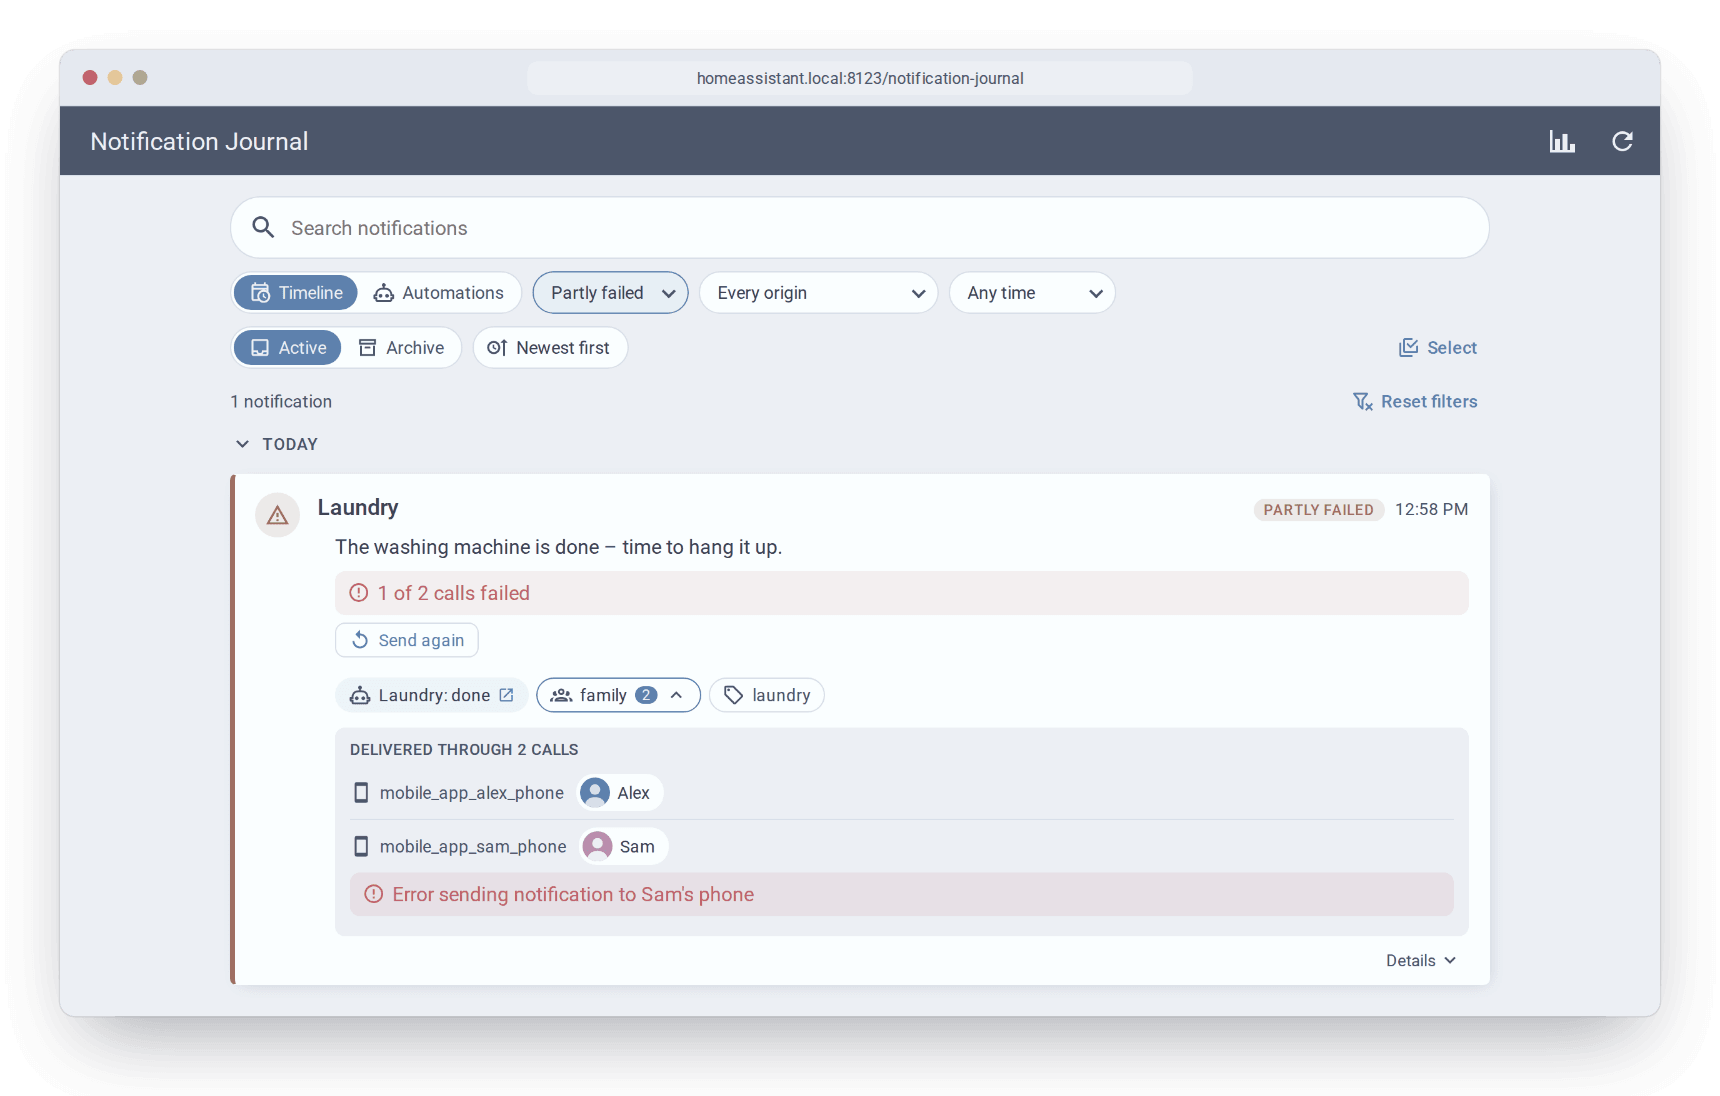 homeassistant.local:8123/notification-journal
Notification Journal
Search notifications
Timeline Automations Partly failed Every origin Any time
Active Archive Newest first Select
1 notification Reset filters
TODAY
Laundry PARTLY FAILED 12:58 PM
The washing machine is done – time to hang it up.
1 of 2 calls failed
Send again
Laundry: done family 2 laundry
DELIVERED THROUGH 2 CALLS
mobile_app_alex_phone Alex
mobile_app_sam_phone Sam
Error sending notification to Sam's phone
Details